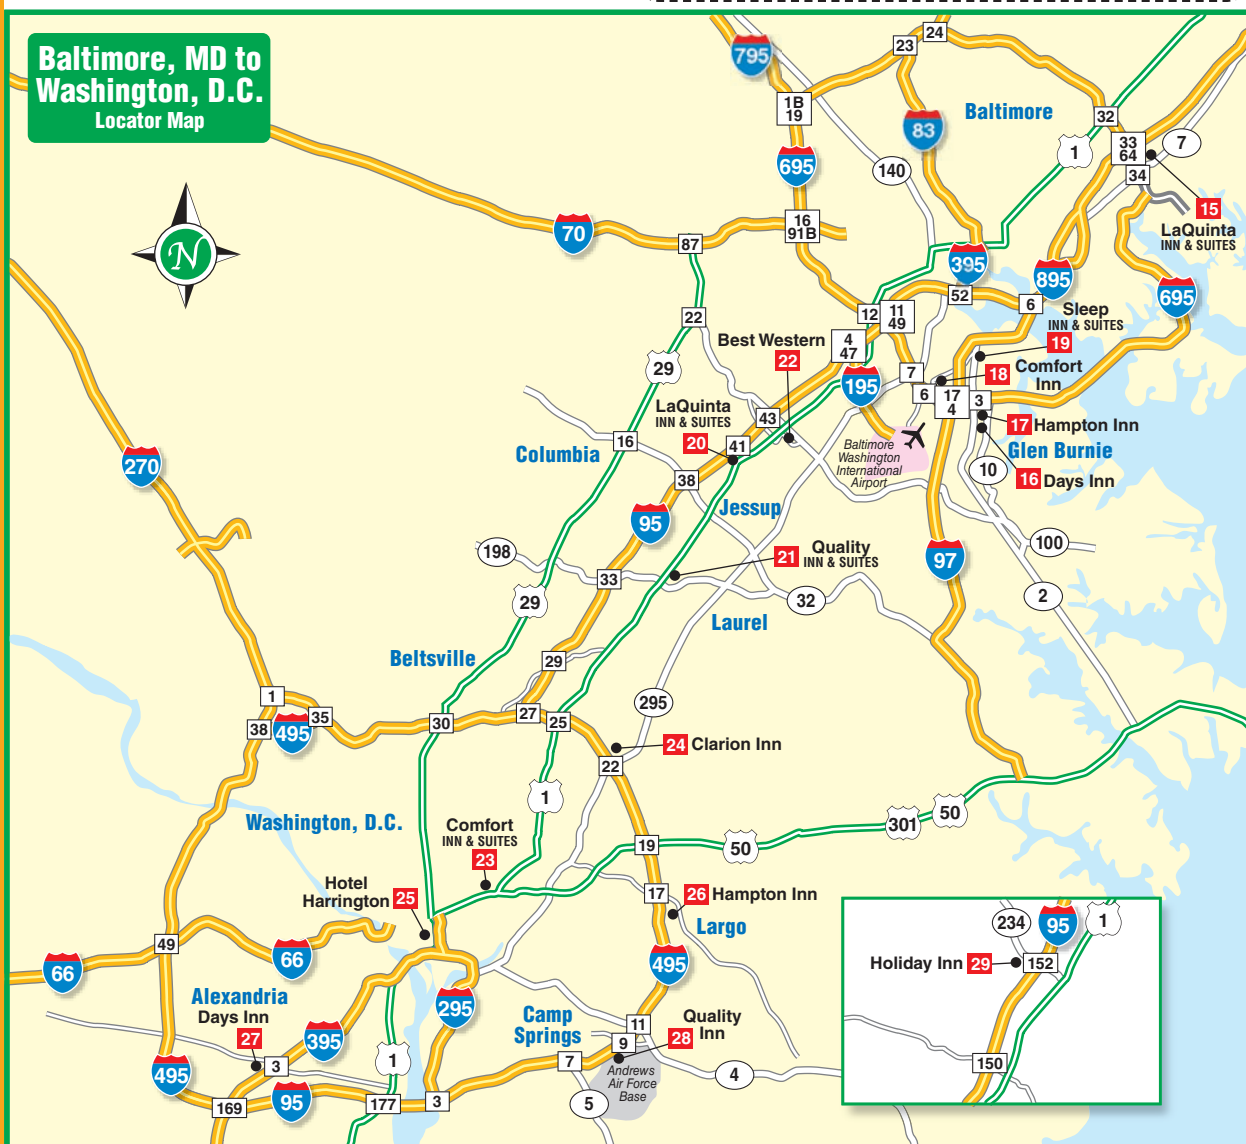 Baltimore, MD to
Washington, D.C.
Locator Map
N
795
23
24
1B
19
83
Baltimore
32
1
33
64
7
34
695
140
15
LaQuinta
INN & SUITES
16
91B
70
87
395
895
695
52
6
22
12
11
49
Sleep
INN & SUITES
19
Best Western
22
4
47
29
195
7
18
Comfort
Inn
6
17
4
3
LaQuinta
INN & SUITES
20
43
41
17
Hampton Inn
Glen Burnie
Columbia
16
Baltimore
Washington
International
Airport
10
16
Days Inn
270
38
Jessup
95
198
21
Quality
INN & SUITES
97
100
33
29
32
2
Laurel
Beltsville
29
1
35
38
495
30
27
25
295
24
Clarion Inn
22
1
Washington, D.C.
Comfort
INN & SUITES
23
19
50
301
50
Hotel
Harrington
25
17
26
Hampton Inn
Largo
49
66
66
495
Alexandria
Days Inn
27
395
295
Camp
Springs
11
Quality
Inn
28
9
3
1
7
4
Andrews
Air Force
Base
495
95
169
177
3
5
234
95
1
Holiday Inn
29
152
150